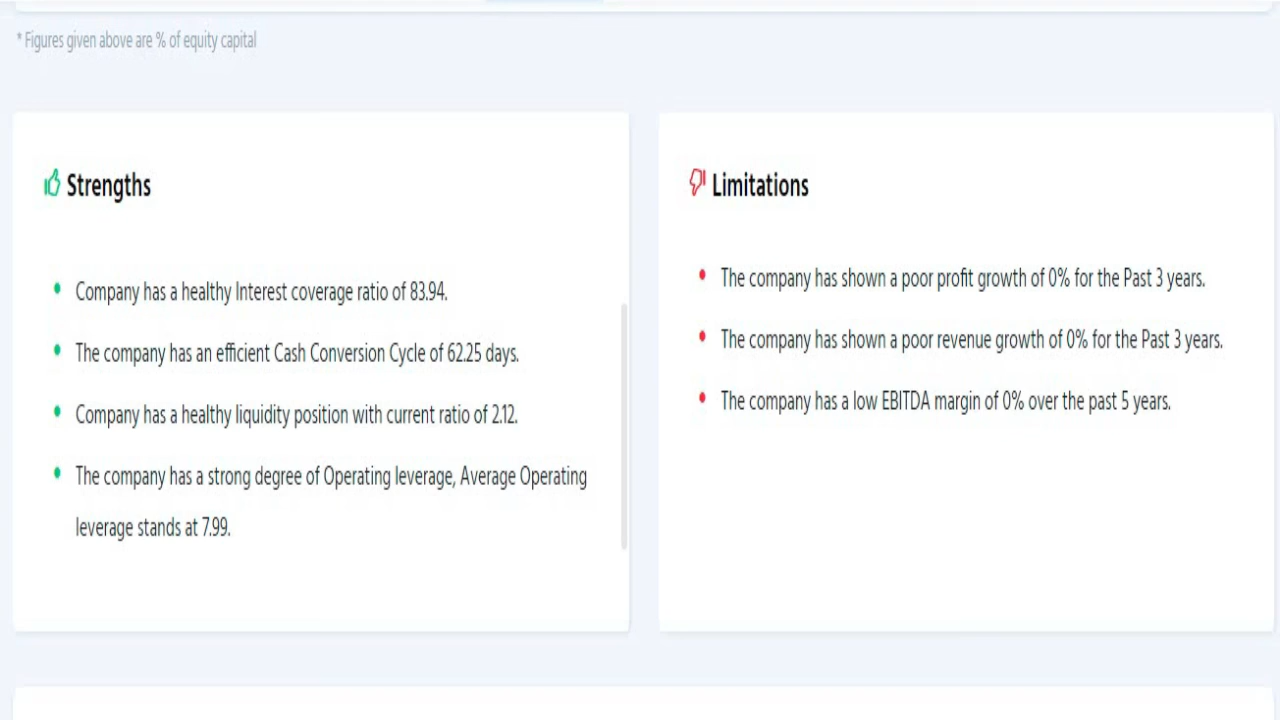 * Figures given above are % of equity capital
Strengths
Company has a healthy Interest coverage ratio of 83.94.
The company has an efficient Cash Conversion Cycle of 62.25 days.
Company has a healthy liquidity position with current ratio of 2.12.
The company has a strong degree of Operating leverage, Average Operating
leverage stands at 7.99.
Limitations
The company has shown a poor profit growth of 0% for the Past 3 years.
The company has shown a poor revenue growth of 0% for the Past 3 years.
The company has a low EBITDA margin of 0% over the past 5 years.